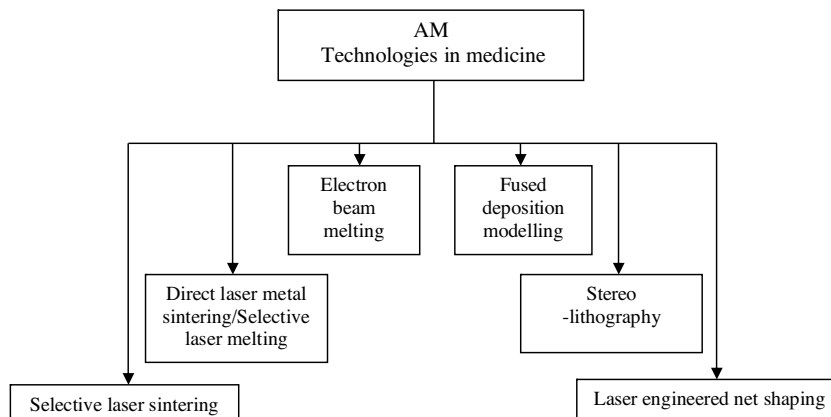 AM
Technologies in medicine
Electron
beam
melting
Fused
deposition
modelling
Direct laser metal
sintering/Selective
laser melting
Stereo
-lithography
Selective laser sintering
Laser engineered net shaping